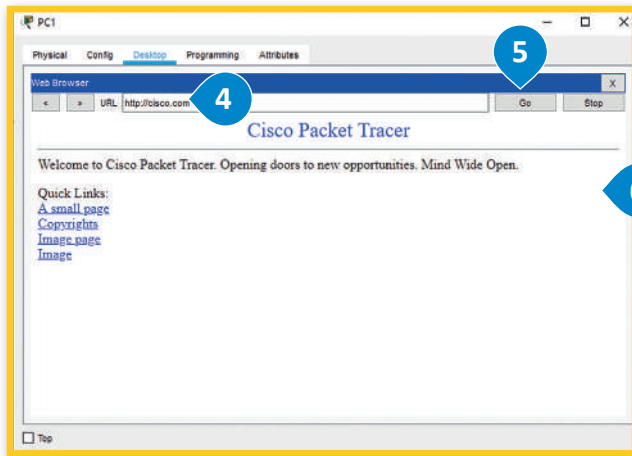 PC1
Physical Config Desktop Programming Attributes
5
Web Browser X
< > URL http://cisco.com 4 Go Stop
Cisco Packet Tracer
Welcome to Cisco Packet Tracer. Opening doors to new opportunities. Mind Wide Open.
Quick Links:
A small page
Copyrights
Image page
Image
Top